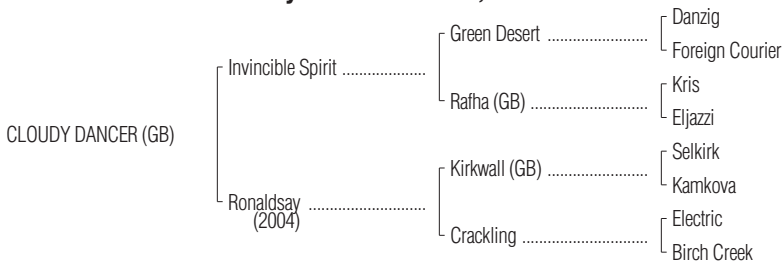 Danzig
Green Desert ....................
Foreign Courier
Invincible Spirit ................
Kris
Rafha (GB) ........................
Eljazzi
CLOUDY DANCER (GB)
Selkirk
Kirkwall (GB) ....................
Kamkova
Ronaldsay .......................
(2004)
Electric
Crackling .........................
Birch Creek